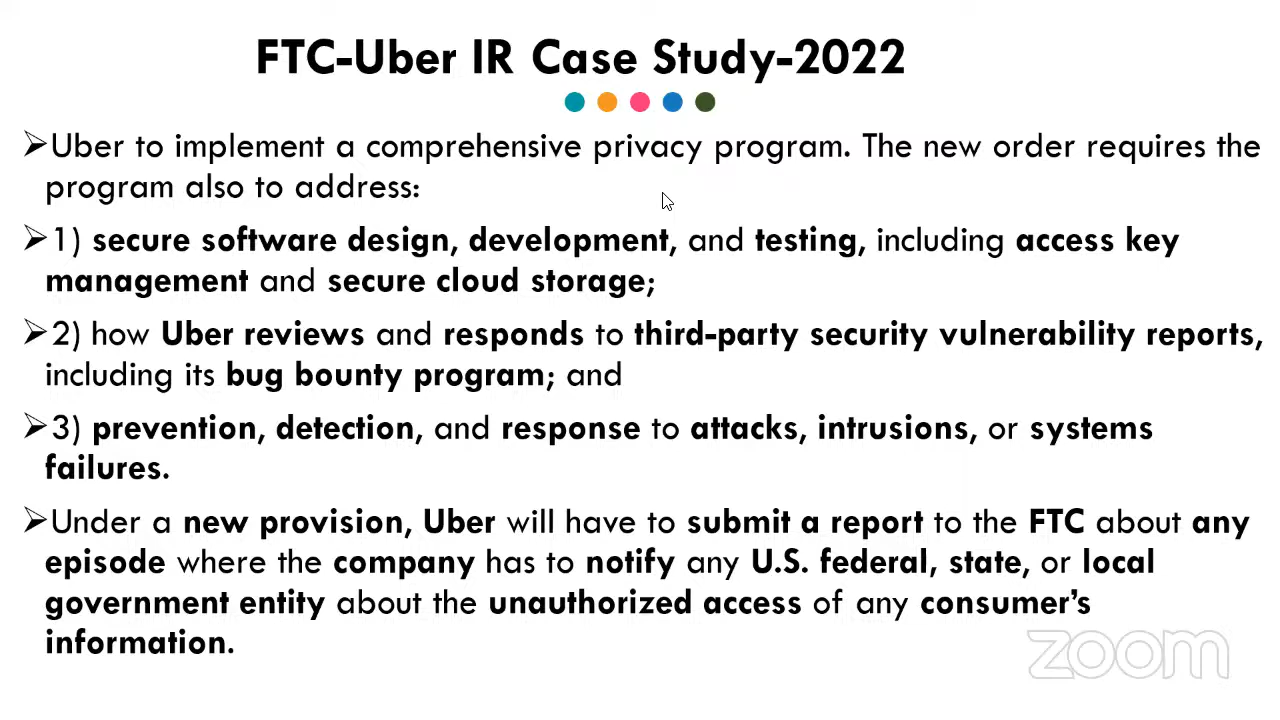 FTC-Uber IR Case Study-2022
➢Uber to implement a comprehensive privacy program. The new order requires the
program also to address:
➢1) secure software design, development, and testing, including access key
management and secure cloud storage;
➢2) how Uber reviews and responds to third-party security vulnerability reports,
including its bug bounty program; and
➢3) prevention, detection, and response to attacks, intrusions, or systems
failures.
➢Under a new provision, Uber will have to submit a report to the FTC about any
episode where the company has to notify any U.S. federal, state, or local
government entity about the unauthorized access of any consumer’s
information.
zoom